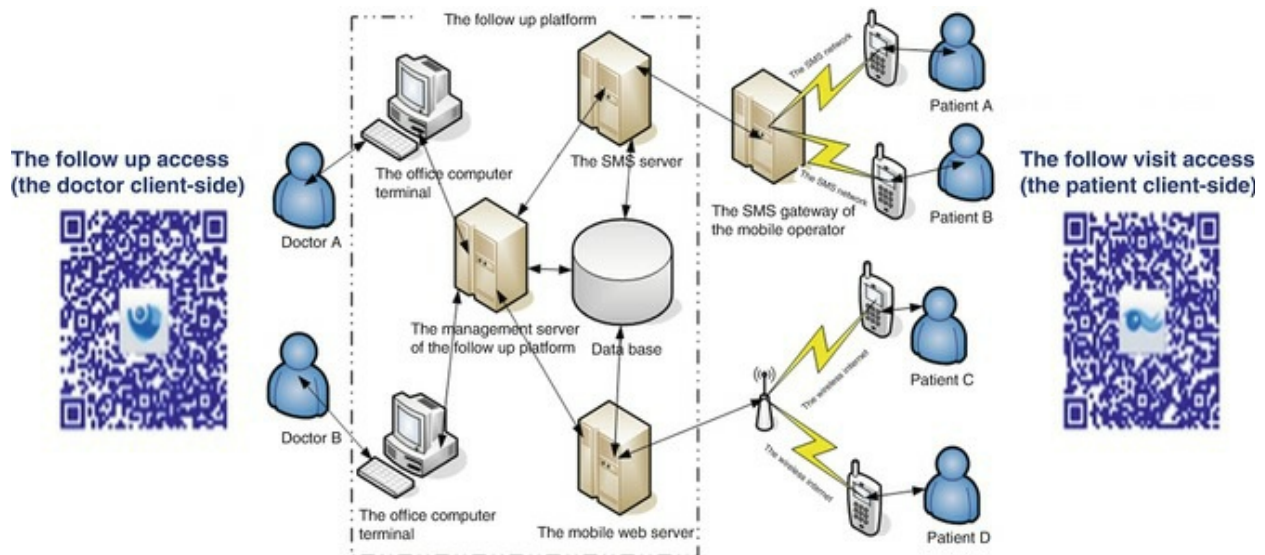 The follow up platform
The follow up access
(the doctor client-side)
Doctor A
The office computer
terminal
The SMS server
The management server
of the follow up platform
Data base
Doctor B
The office computer
terminal
The mobile web server
The SMS gateway of
the mobile operator
The SMS network
The SMS network
Patient A
Patient B
The wireless internet
The wireless internet
Patient C
Patient D
The follow visit access
(the patient client-side)